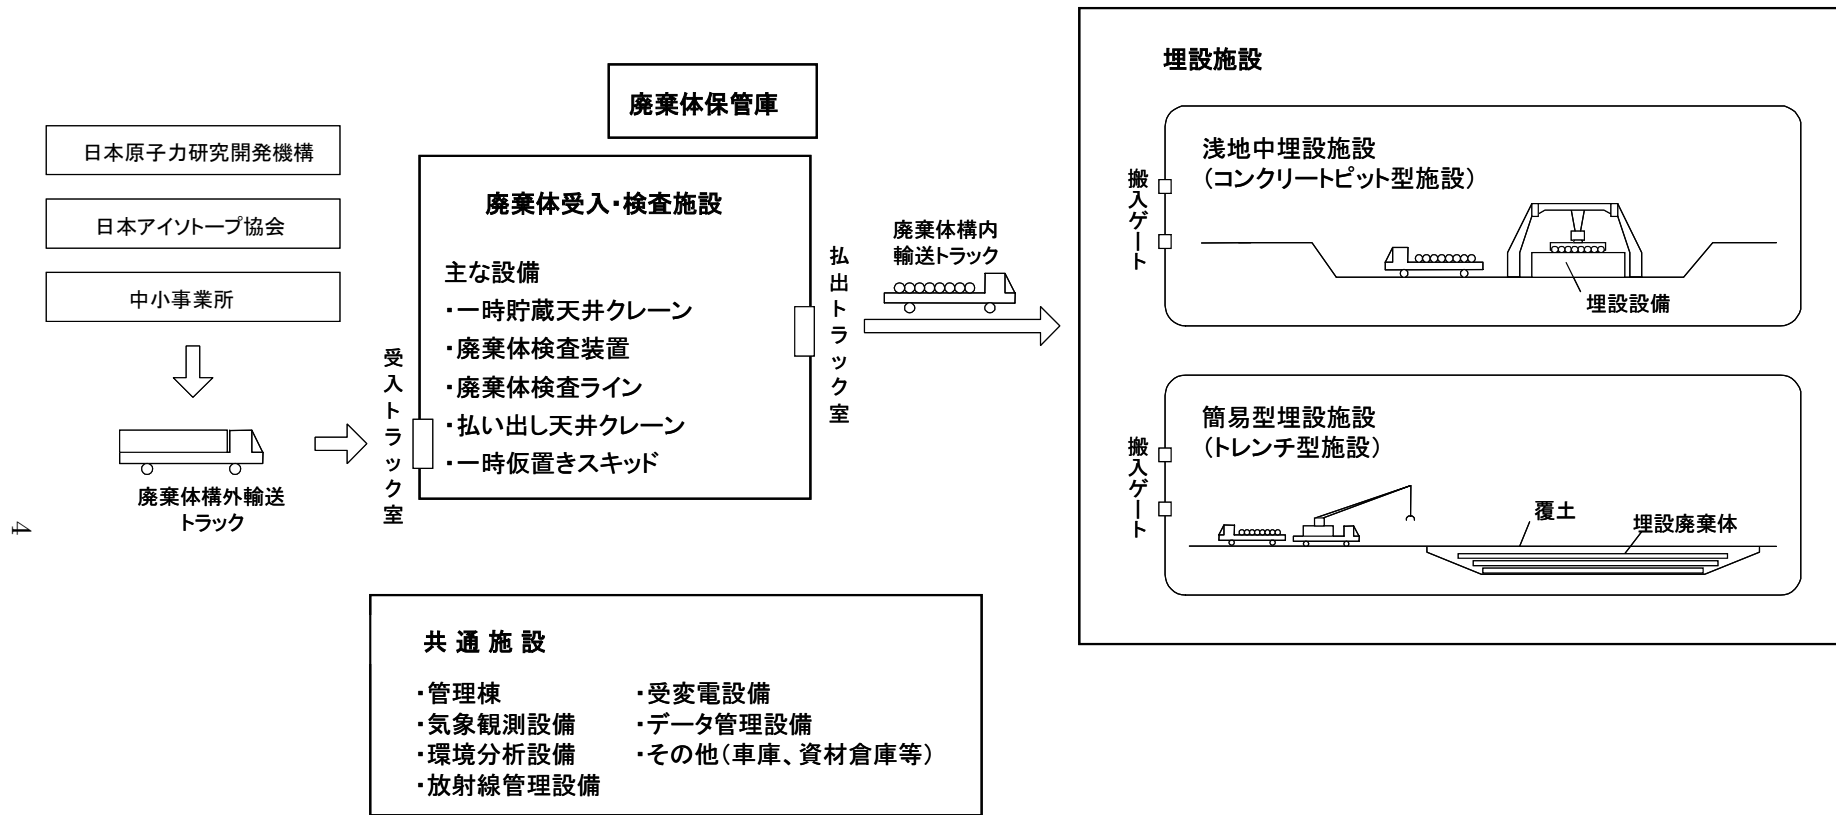 日本原子力研究開発機構
日本アイソトープ協会
中小事業所
廃棄体構外輸送
トラック
受入トラック室
廃棄体保管庫
廃棄体受入・検査施設
主な設備
・一時貯蔵天井クレーン
・廃棄体検査装置
・廃棄体検査ライン
・払い出し天井クレーン
・一時仮置きスキッド
払出トラック室
廃棄体構内
輸送トラック
埋設施設
搬入ゲート
浅地中埋設施設
(コンクリートピット型施設)
埋設設備
搬入ゲート
簡易型埋設施設
(トレンチ型施設)
覆土
埋設廃棄体
共通施設
・管理棟
・気象観測設備
・環境分析設備
・放射線管理設備
・受変電設備
・データ管理設備
・その他(車庫、資材倉庫等)
4